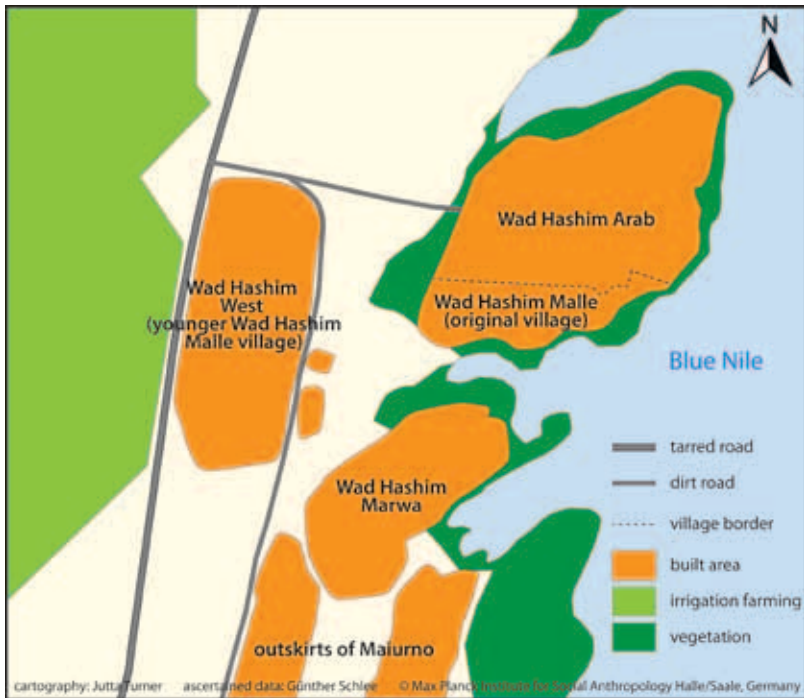 N
Wad Hashim Arab
Wad Hashim
West
(younger Wad Hashim
Malle village)
Wad Hashim Malle
(original village)
Blue Nile
Wad Hashim
Marwa
outskirts of Maiurno
tarred road
dirt road
village border
built area
irrigation farming
vegetation
cartography: Jutta Turner ascertained data: Günther Schlee © Max Planck Institute for Social Anthropology Halle/Saale, Germany